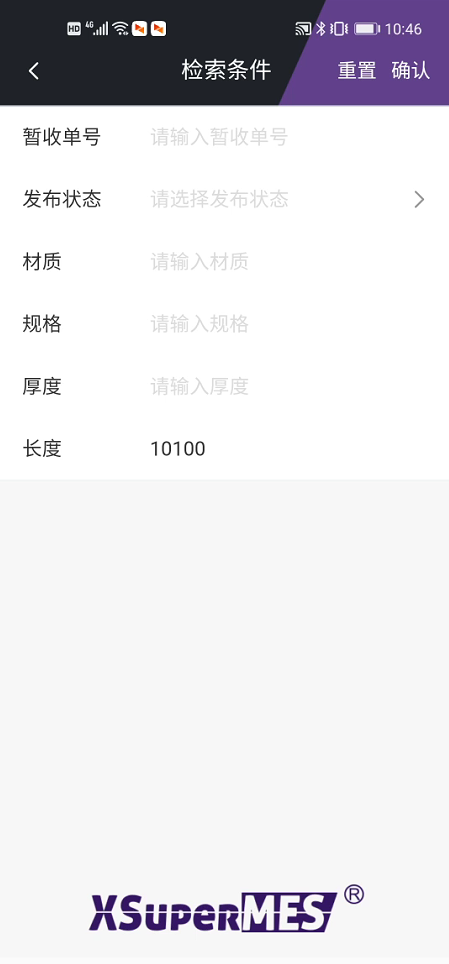 HD 4G 10:46
检索条件 重置 确认
暂收单号 请输入暂收单号
发布状态 请选择发布状态
材质 请输入材质
规格 请输入规格
厚度 请输入厚度
长度 10100
XSuperMES®